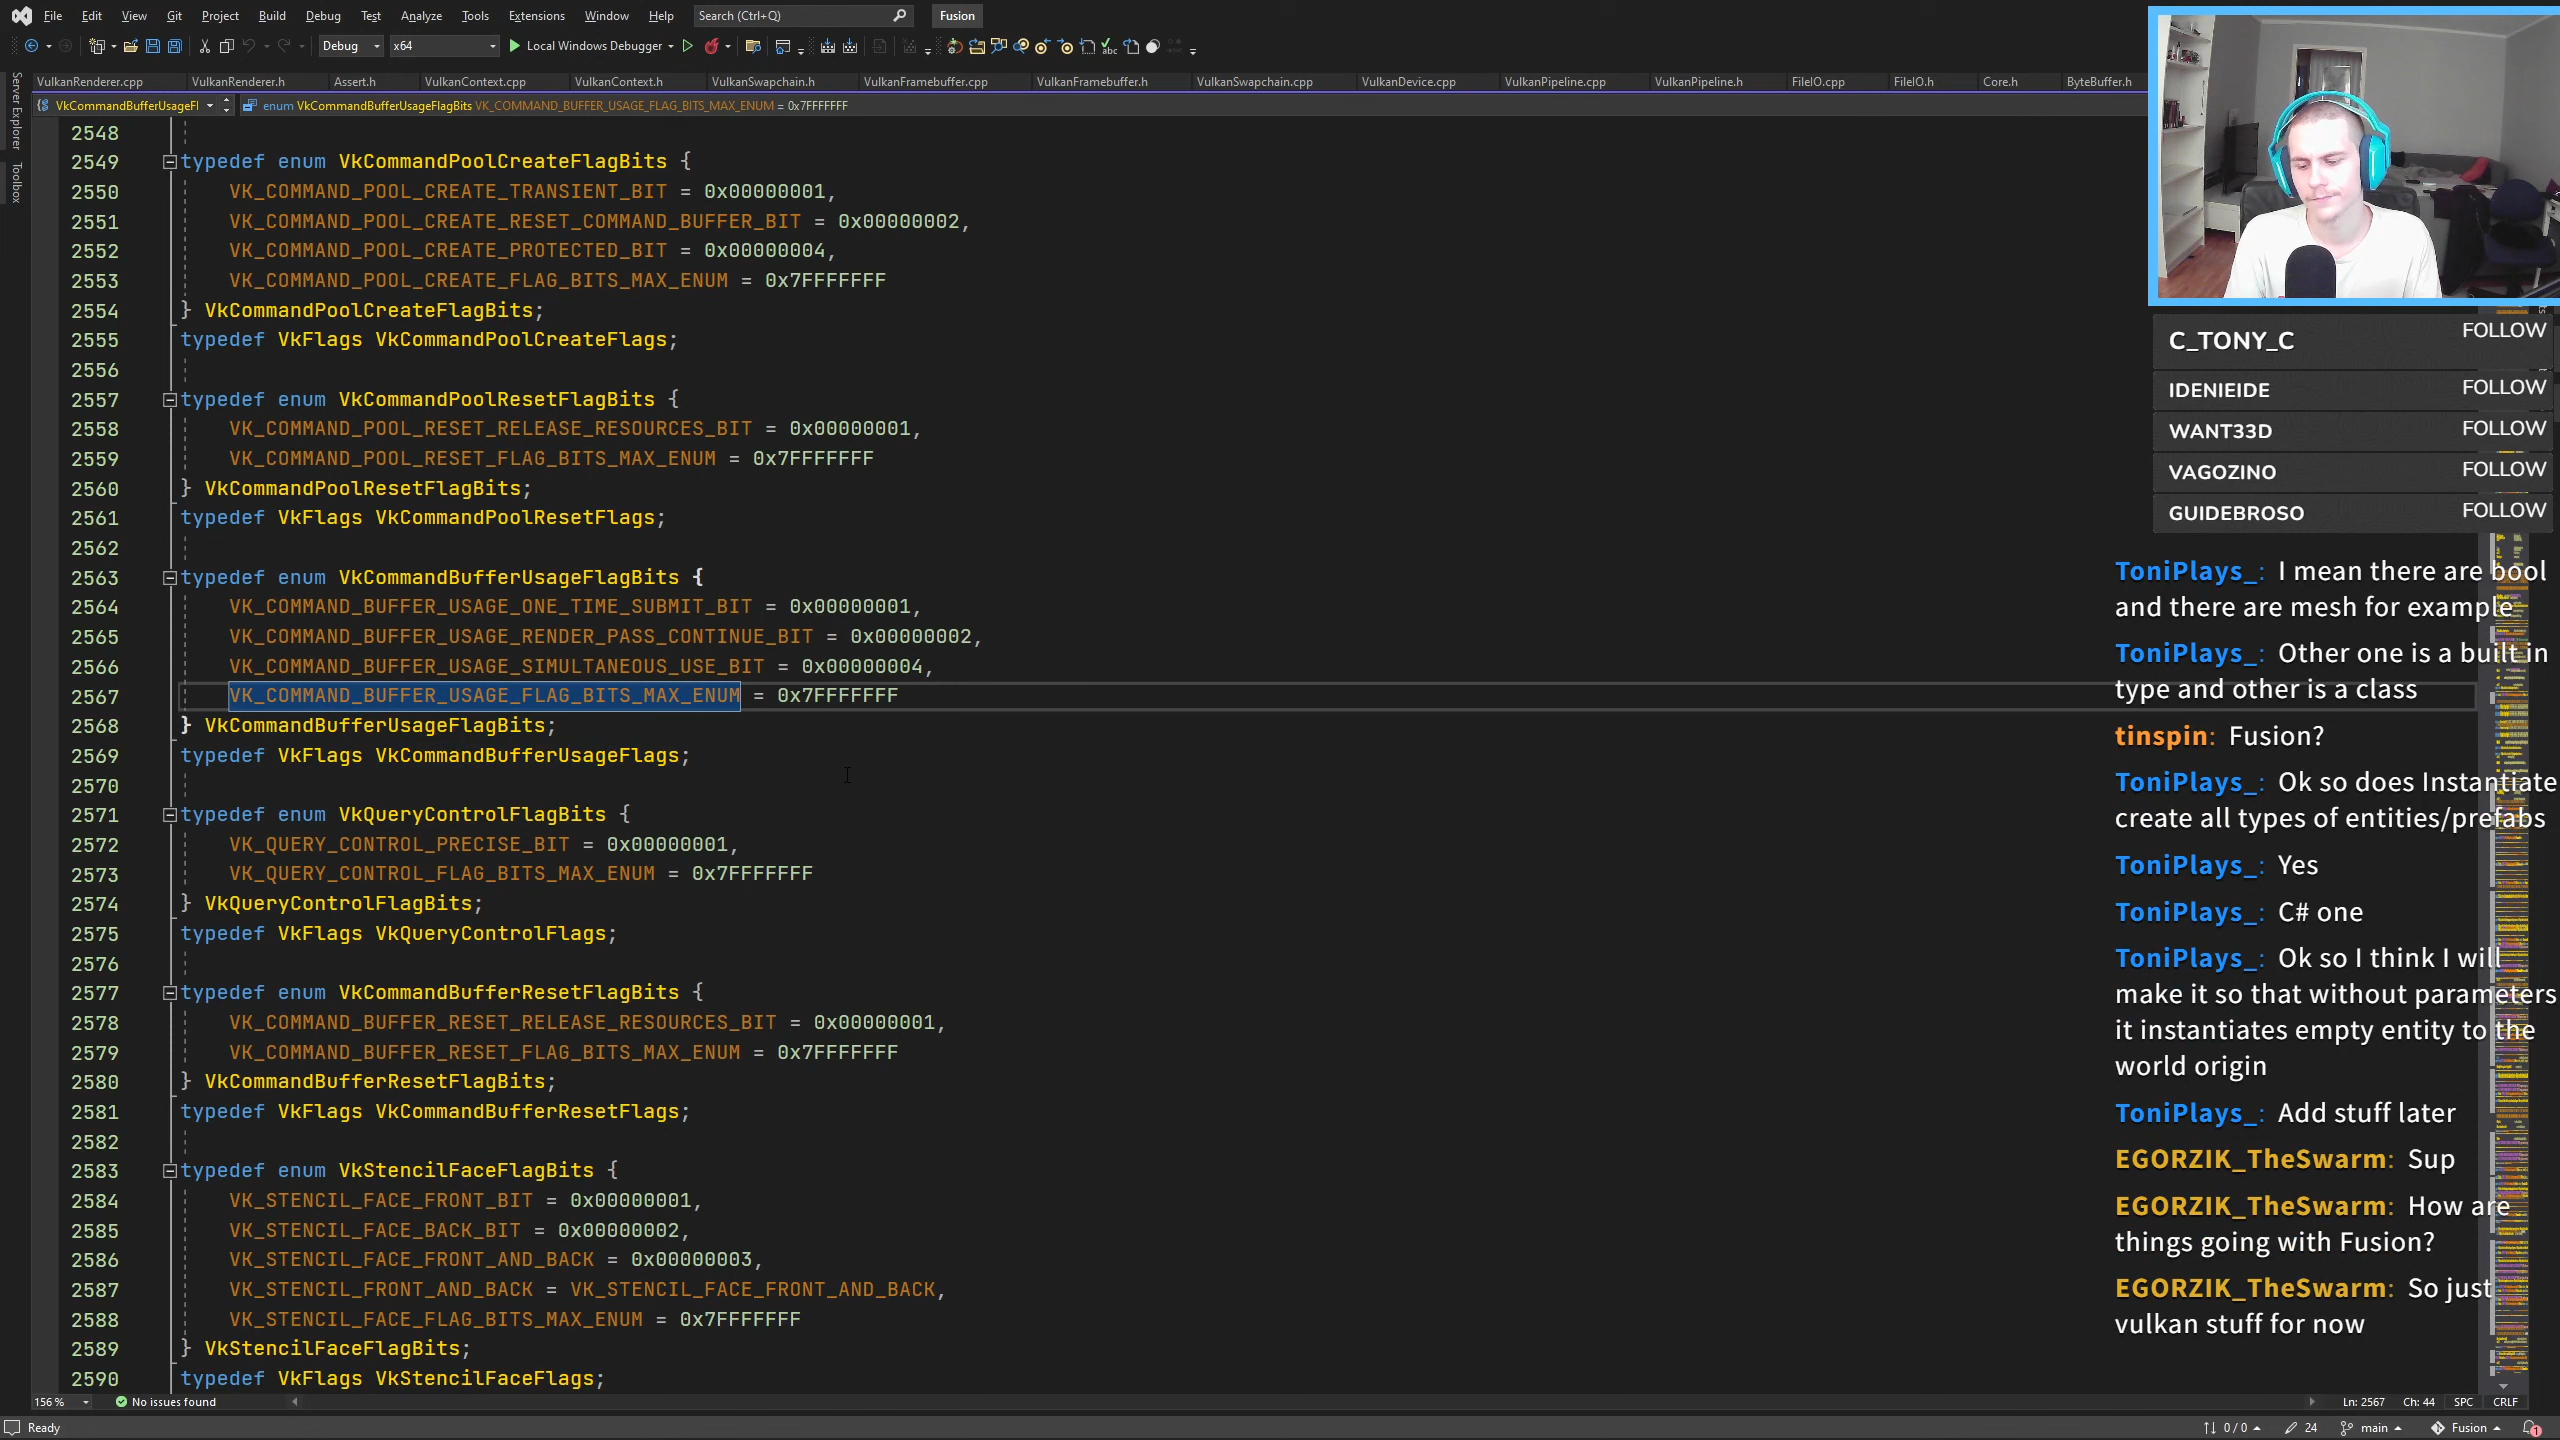 File Edit View Git Project Build Debug Test Analyze Tools Extensions Window Help Search (Ctrl+Q) Fusion
Debug x64 Local Windows Debugger
VulkanRenderer.cpp VulkanRenderer.h Assert.h VulkanContext.cpp VulkanContext.h VulkanSwapchain.h VulkanFramebuffer.cpp VulkanFramebuffer.h VulkanSwapchain.cpp VulkanDevice.cpp VulkanPipeline.cpp VulkanPipeline.h FileIO.cpp FileIO.h Core.h ByteBuffer.h
VkCommandBufferUsageFl enum VkCommandBufferUsageFlagBits VK_COMMAND_BUFFER_USAGE_FLAG_BITS_MAX_ENUM = 0x7FFFFFFF
Server Explorer
Toolbox
2548
2549 typedef enum VkCommandPoolCreateFlagBits {
2550 VK_COMMAND_POOL_CREATE_TRANSIENT_BIT = 0x00000001,
2551 VK_COMMAND_POOL_CREATE_RESET_COMMAND_BUFFER_BIT = 0x00000002,
2552 VK_COMMAND_POOL_CREATE_PROTECTED_BIT = 0x00000004,
2553 VK_COMMAND_POOL_CREATE_FLAG_BITS_MAX_ENUM = 0x7FFFFFFF
2554 } VkCommandPoolCreateFlagBits;
2555 typedef VkFlags VkCommandPoolCreateFlags;
2556
2557 typedef enum VkCommandPoolResetFlagBits {
2558 VK_COMMAND_POOL_RESET_RELEASE_RESOURCES_BIT = 0x00000001,
2559 VK_COMMAND_POOL_RESET_FLAG_BITS_MAX_ENUM = 0x7FFFFFFF
2560 } VkCommandPoolResetFlagBits;
2561 typedef VkFlags VkCommandPoolResetFlags;
2562
2563 typedef enum VkCommandBufferUsageFlagBits {
2564 VK_COMMAND_BUFFER_USAGE_ONE_TIME_SUBMIT_BIT = 0x00000001,
2565 VK_COMMAND_BUFFER_USAGE_RENDER_PASS_CONTINUE_BIT = 0x00000002,
2566 VK_COMMAND_BUFFER_USAGE_SIMULTANEOUS_USE_BIT = 0x00000004,
2567 VK_COMMAND_BUFFER_USAGE_FLAG_BITS_MAX_ENUM = 0x7FFFFFFF
2568 } VkCommandBufferUsageFlagBits;
2569 typedef VkFlags VkCommandBufferUsageFlags;
2570
2571 typedef enum VkQueryControlFlagBits {
2572 VK_QUERY_CONTROL_PRECISE_BIT = 0x00000001,
2573 VK_QUERY_CONTROL_FLAG_BITS_MAX_ENUM = 0x7FFFFFFF
2574 } VkQueryControlFlagBits;
2575 typedef VkFlags VkQueryControlFlags;
2576
2577 typedef enum VkCommandBufferResetFlagBits {
2578 VK_COMMAND_BUFFER_RESET_RELEASE_RESOURCES_BIT = 0x00000001,
2579 VK_COMMAND_BUFFER_RESET_FLAG_BITS_MAX_ENUM = 0x7FFFFFFF
2580 } VkCommandBufferResetFlagBits;
2581 typedef VkFlags VkCommandBufferResetFlags;
2582
2583 typedef enum VkStencilFaceFlagBits {
2584 VK_STENCIL_FACE_FRONT_BIT = 0x00000001,
2585 VK_STENCIL_FACE_BACK_BIT = 0x00000002,
2586 VK_STENCIL_FACE_FRONT_AND_BACK = 0x00000003,
2587 VK_STENCIL_FRONT_AND_BACK = VK_STENCIL_FACE_FRONT_AND_BACK,
2588 VK_STENCIL_FACE_FLAG_BITS_MAX_ENUM = 0x7FFFFFFF
2589 } VkStencilFaceFlagBits;
2590 typedef VkFlags VkStencilFaceFlags;
C_TONY_C FOLLOW
IDENIEIDE FOLLOW
WANT33D FOLLOW
VAGOZINO FOLLOW
GUIDEBROSO FOLLOW
ToniPlays_: I mean there are bool
and there are mesh for example
ToniPlays_: Other one is a built in
type and other is a class
tinspin: Fusion?
ToniPlays_: Ok so does Instantiate
create all types of entities/prefabs
ToniPlays_: Yes
ToniPlays_: C# one
ToniPlays_: Ok so I think I will
make it so that without parameters
it instantiates empty entity to the
world origin
ToniPlays_: Add stuff later
EGORZIK_TheSwarm: Sup
EGORZIK_TheSwarm: How are
things going with Fusion?
EGORZIK_TheSwarm: So just
vulkan stuff for now
156 % No issues found Ln: 2567 Ch: 44 SPC CRLF
Ready 0 / 0 24 main Fusion 1